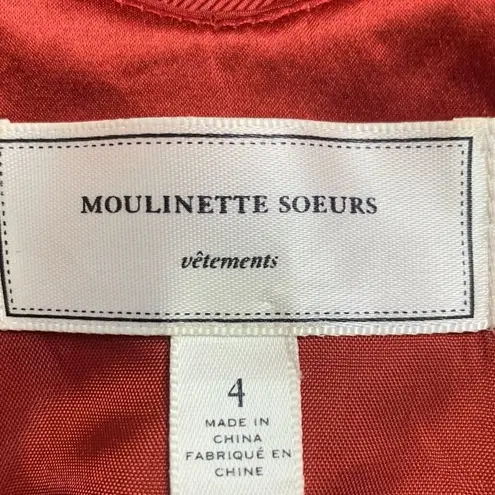 MOULINETTE SOEURS
vêtements
4
MADE IN
CHINA
FABRIQUÉ EN
CHINE